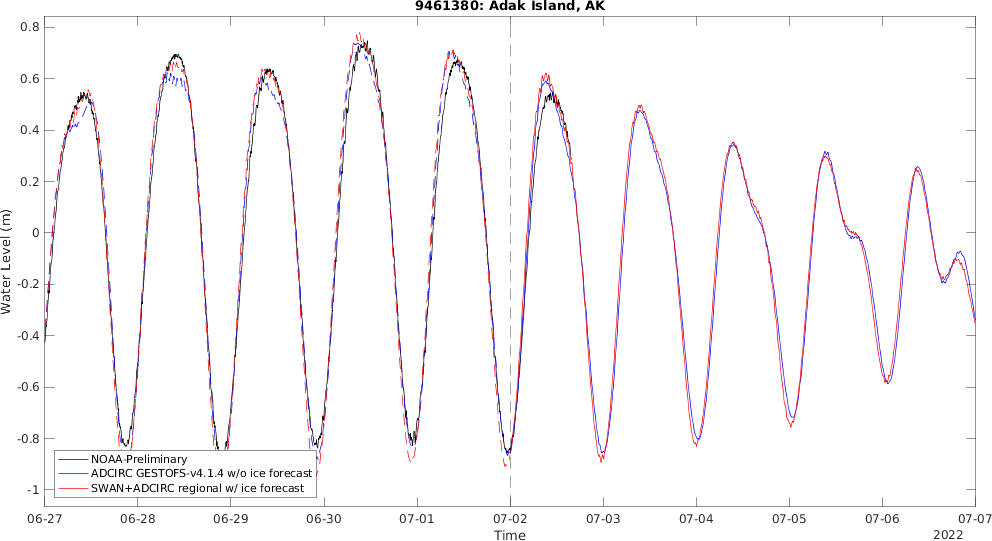 9461380: Adak Island, AK
0.8
0.6
0.4
0.2
0
-0.2
-0.4
-0.6
-0.8
-1
Water Level (m)
NOAA-Preliminary
ADCIRC GESTOFS-v4.1.4 w/o ice forecast
SWAN+ADCIRC regional w/ ice forecast
06-27 06-28 06-29 06-30 07-01 07-02 07-03 07-04 07-05 07-06 07-07
Time
2022